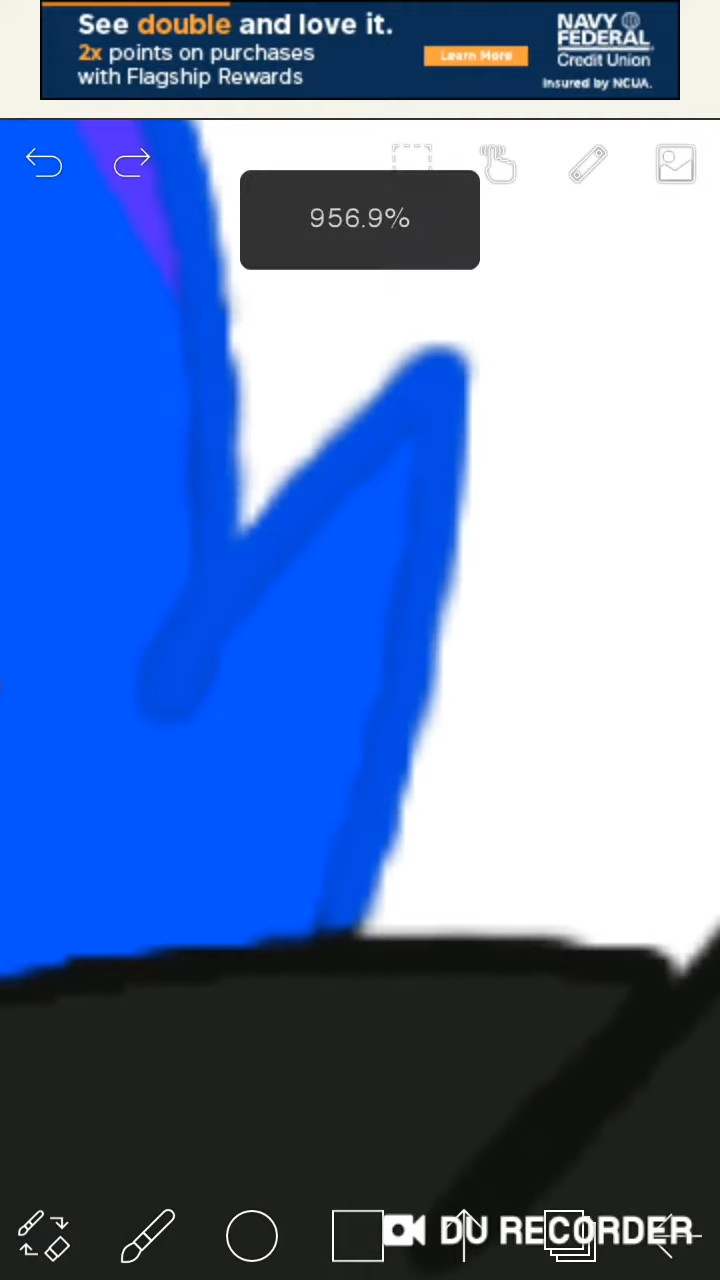 See double and love it.
2x points on purchases
with Flagship Rewards
Learn More
NAVY
FEDERAL
Credit Union
Insured by NCUA.
956.9%
DU RECORDER